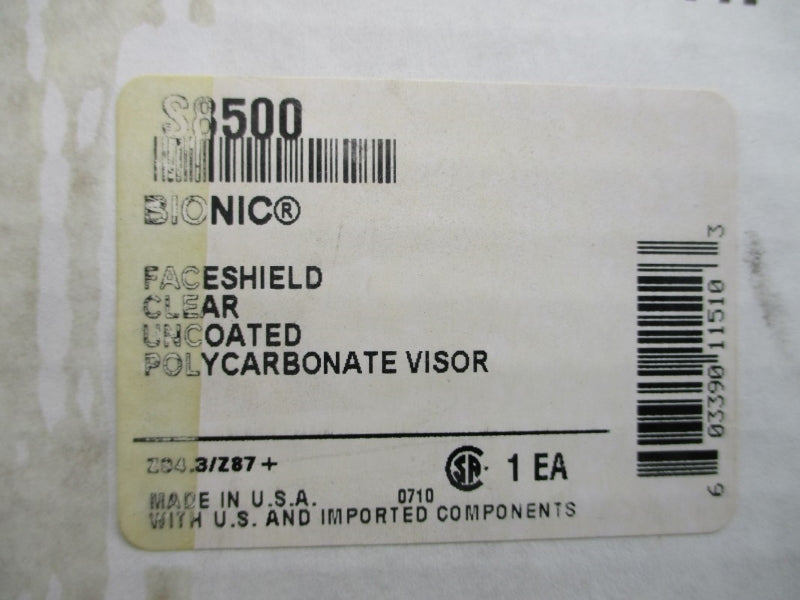 S8500
BIONIC®
FACESHIELD
CLEAR
UNCOATED
POLYCARBONATE VISOR
Z94.3/Z87+
SA 1 EA
MADE IN U.S.A. 0710
WITH U.S. AND IMPORTED COMPONENTS
6 03390 11510 3